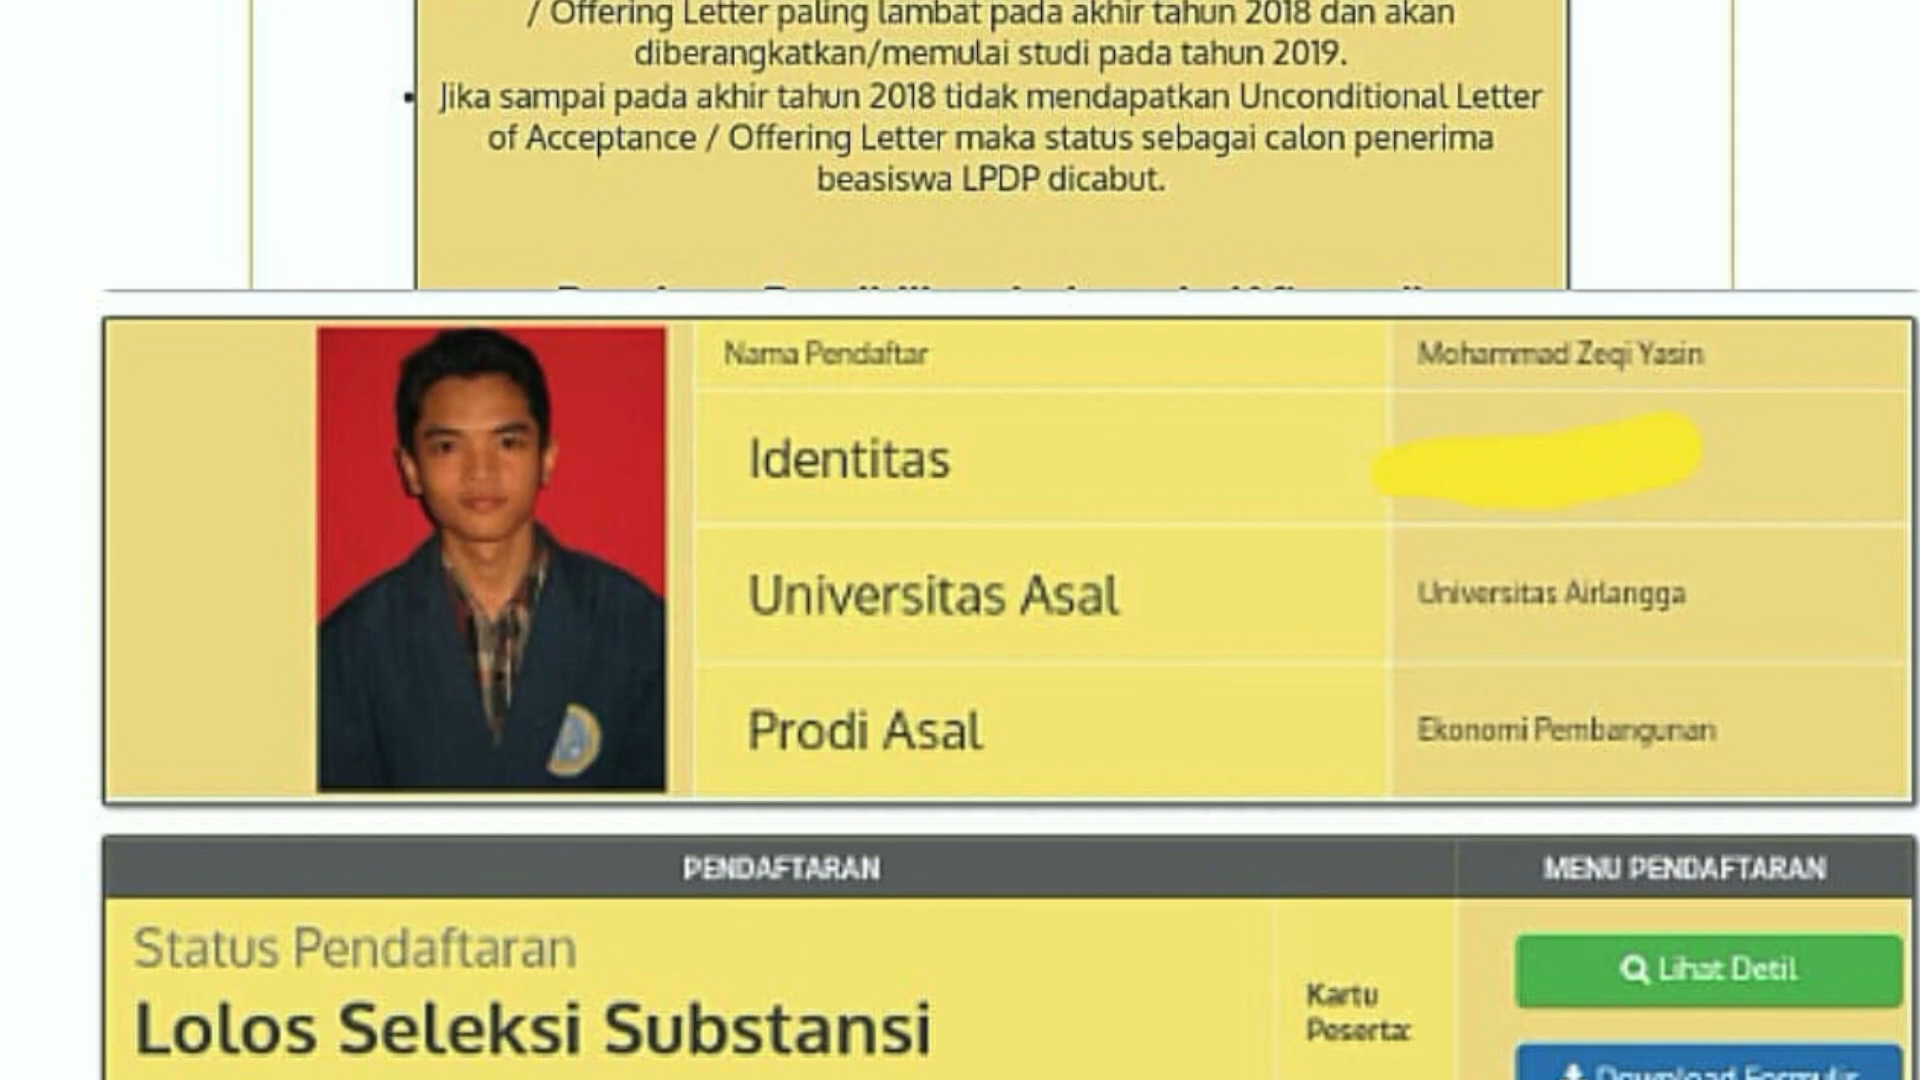 / Offering Letter paling lambat pada akhir tahun 2018 dan akan
diberangkatkan/memulai studi pada tahun 2019.
• Jika sampai pada akhir tahun 2018 tidak mendapatkan Unconditional Letter
of Acceptance / Offering Letter maka status sebagai calon penerima
beasiswa LPDP dicabut.
Nama Pendaftar Mohammad Zeqi Yasin
Identitas
Universitas Asal Universitas Airlangga
Prodi Asal Ekonomi Pembangunan
PENDAFTARAN MENU PENDAFTARAN
Status Pendaftaran
Lolos Seleksi Substansi
Kartu
Peserta:
Lihat Detil
Download Formulir